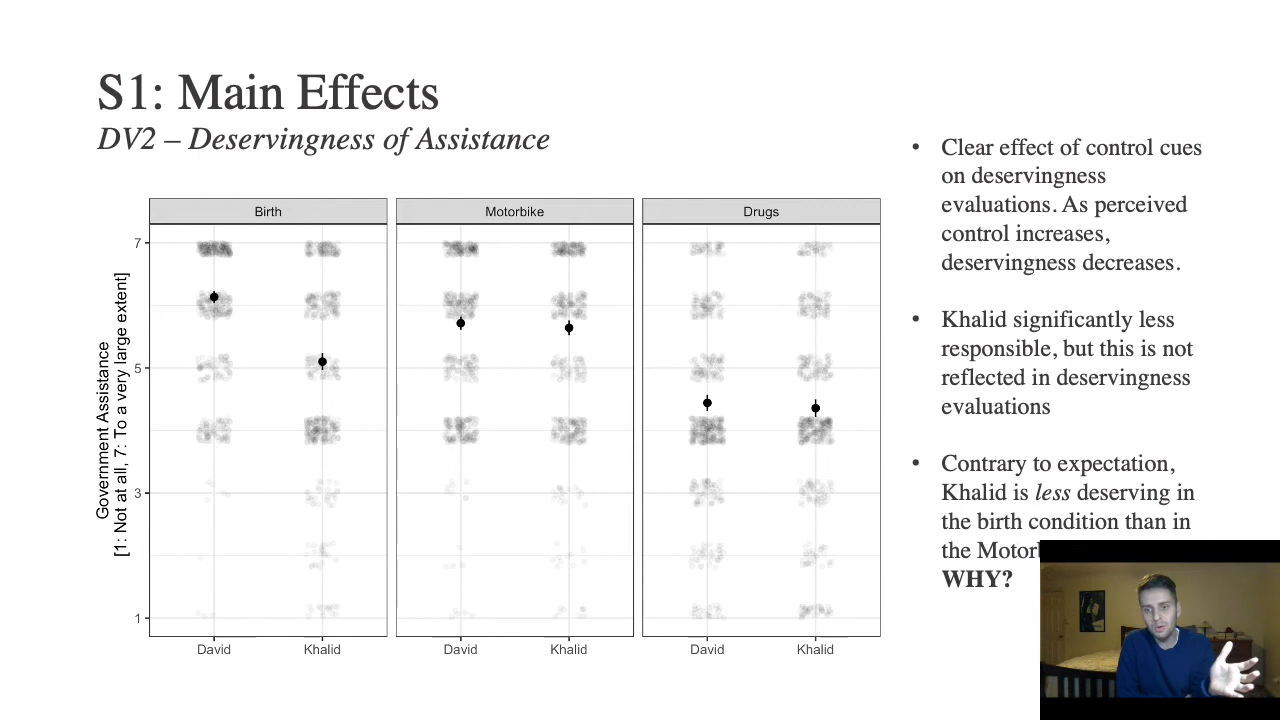 S1: Main Effects
DV2 – Deservingness of Assistance
Birth
Motorbike
Drugs
Government Assistance
[1: Not at all, 7: To a very large extent]
7
5
3
1
David
Khalid
David
Khalid
David
Khalid
• Clear effect of control cues
on deservingness
evaluations. As perceived
control increases,
deservingness decreases.
• Khalid significantly less
responsible, but this is not
reflected in deservingness
evaluations
• Contrary to expectation,
Khalid is less deserving in
the birth condition than in
the
WHY?